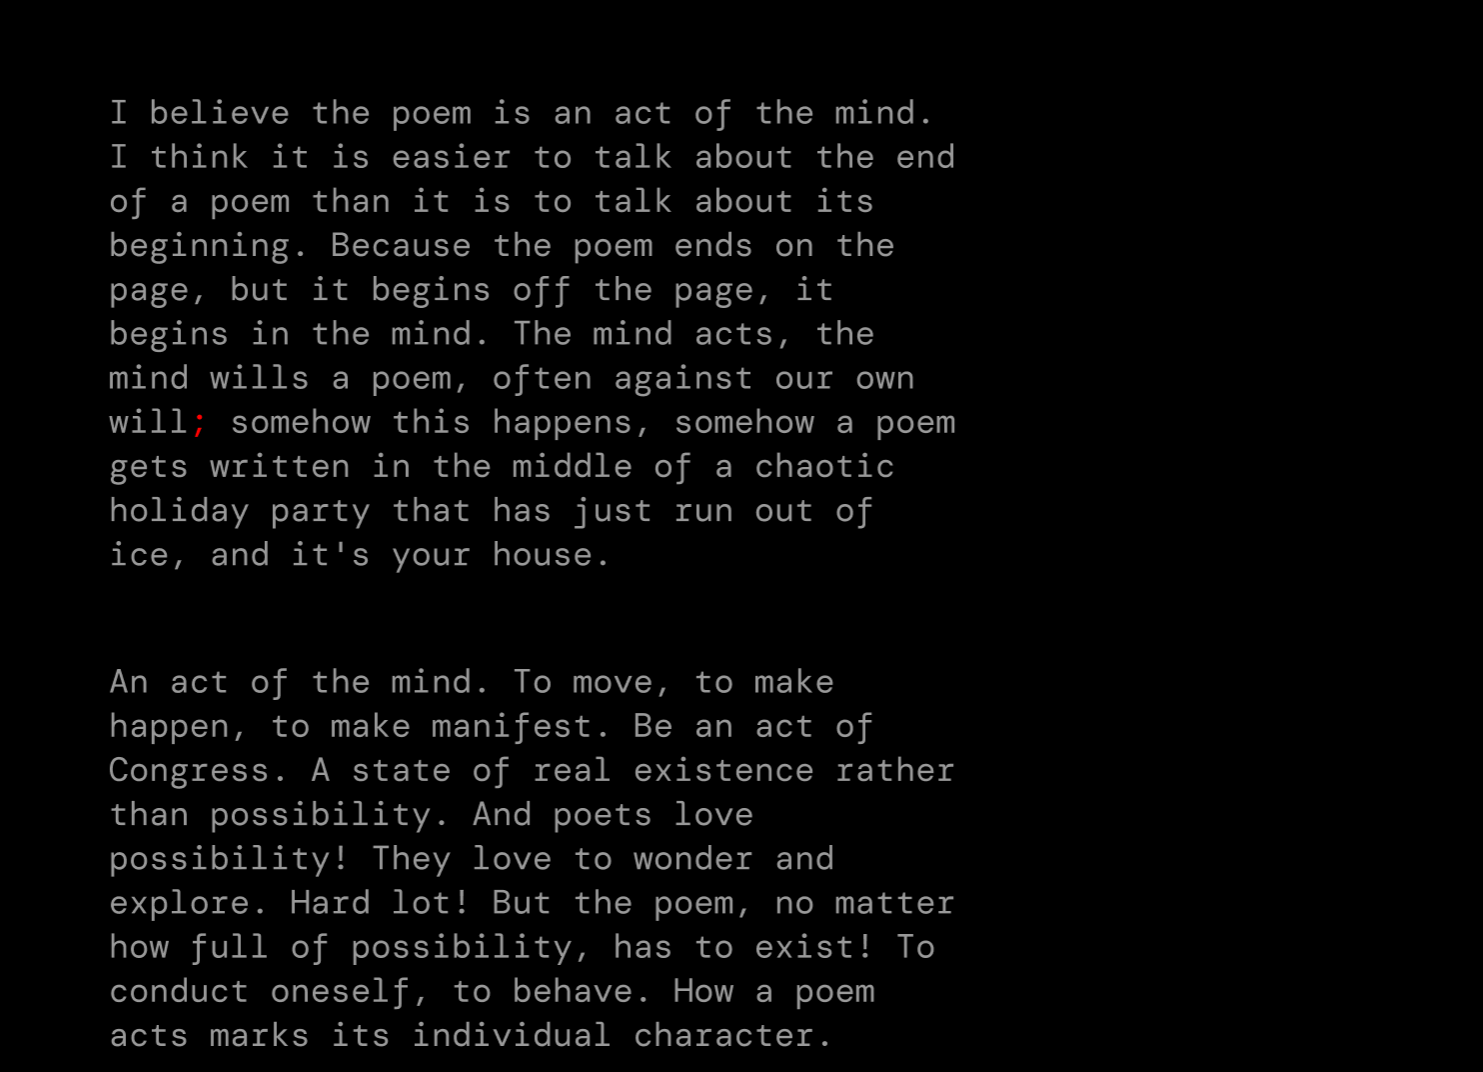 I believe the poem is an act of the mind.
I think it is easier to talk about the end
of a poem than it is to talk about its
beginning. Because the poem ends on the
page, but it begins off the page, it
begins in the mind. The mind acts, the
mind wills a poem, often against our own
will; somehow this happens, somehow a poem
gets written in the middle of a chaotic
holiday party that has just run out of
ice, and it's your house.
An act of the mind. To move, to make
happen, to make manifest. Be an act of
Congress. A state of real existence rather
than possibility. And poets love
possibility! They love to wonder and
explore. Hard lot! But the poem, no matter
how full of possibility, has to exist! To
conduct oneself, to behave. How a poem
acts marks its individual character.